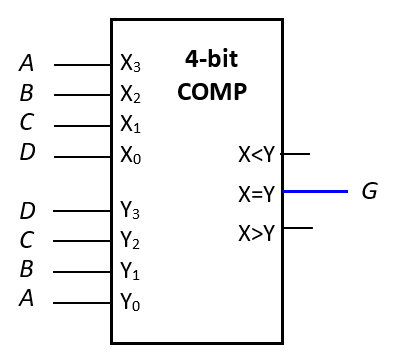 4-bit
COMP
A X₃
B X₂
C X₁
D X₀
X<Y
X=Y G
X>Y
D Y₃
C Y₂
B Y₁
A Y₀